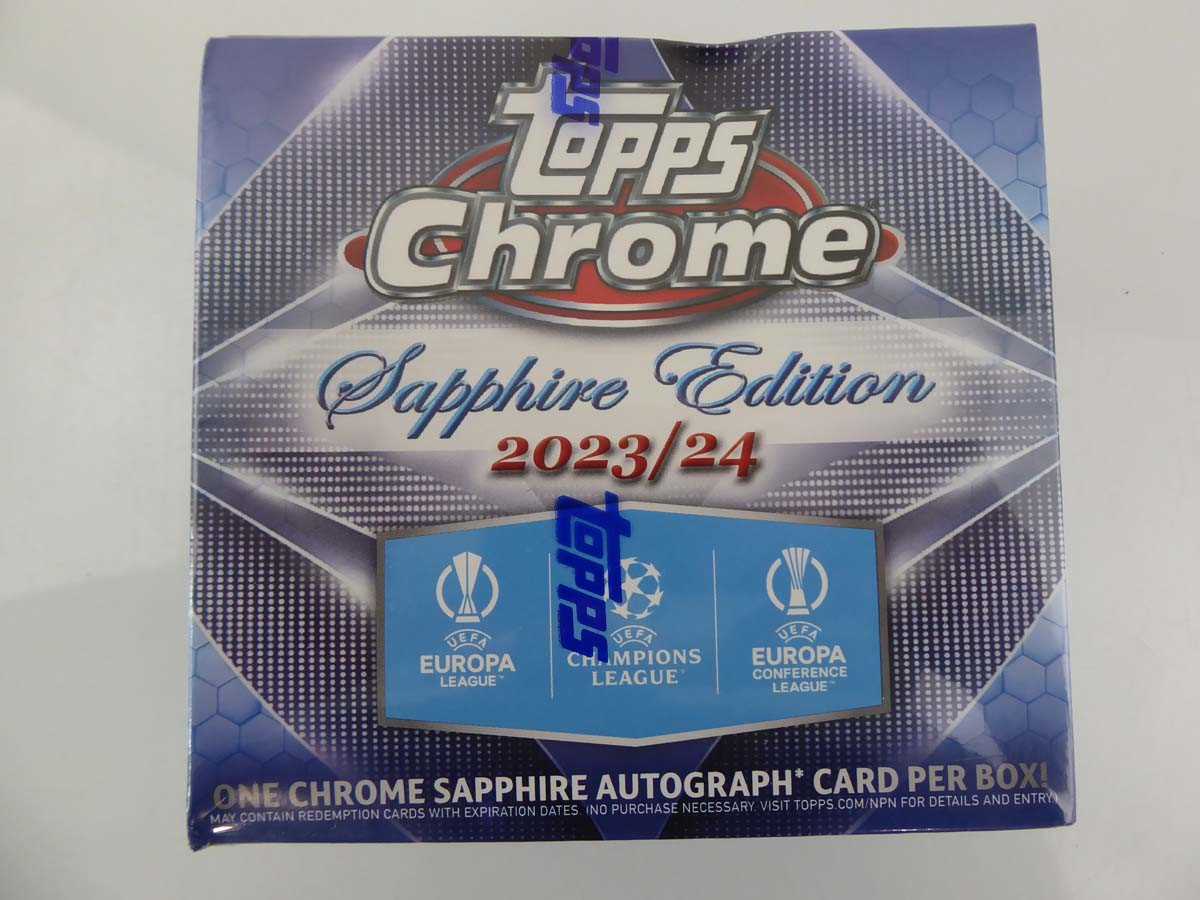 Topps
Topps
Chrome
Sapphire Edition
2023/24
Topps
UEFA
EUROPA
LEAGUE™
UEFA
CHAMPIONS
LEAGUE
UEFA
EUROPA
CONFERENCE
LEAGUE™
ONE CHROME SAPPHIRE AUTOGRAPH* CARD PER BOX!
MAY CONTAIN REDEMPTION CARDS WITH EXPIRATION DATES. (NO PURCHASE NECESSARY. VISIT TOPPS.COM/NPN FOR DETAILS AND ENTRY)